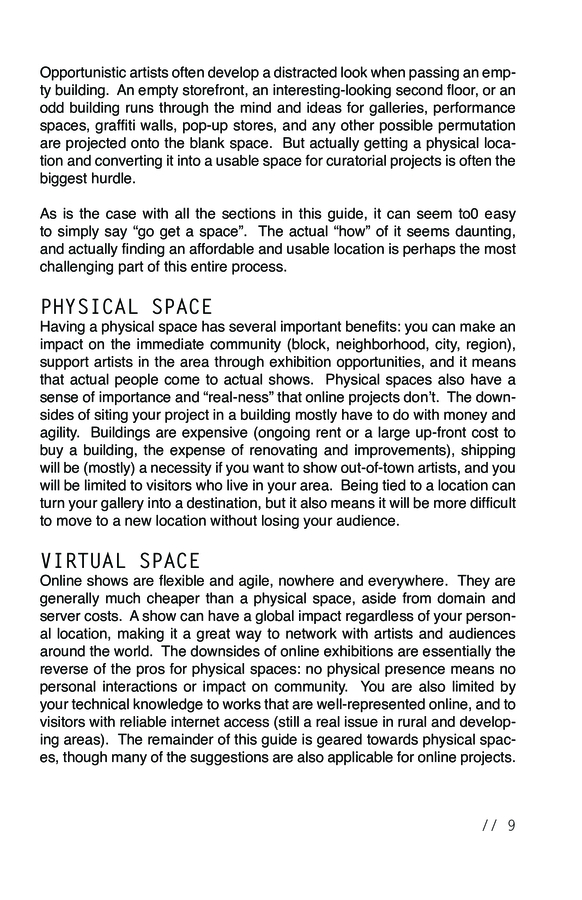 Opportunistic artists often develop a distracted look when passing an emp-
ty building.  An empty storefront, an interesting-looking second floor, or an
odd building runs through the mind and ideas for galleries, performance
spaces, graffiti walls, pop-up stores, and any other possible permutation
are projected onto the blank space.  But actually getting a physical loca-
tion and converting it into a usable space for curatorial projects is often the
biggest hurdle.

As is the case with all the sections in this guide, it can seem to0 easy
to simply say “go get a space”.  The actual “how” of it seems daunting,
and actually finding an affordable and usable location is perhaps the most
challenging part of this entire process.

PHYSICAL SPACE
Having a physical space has several important benefits: you can make an
impact on the immediate community (block, neighborhood, city, region),
support artists in the area through exhibition opportunities, and it means
that actual people come to actual shows.  Physical spaces also have a
sense of importance and “real-ness” that online projects don’t.  The down-
sides of siting your project in a building mostly have to do with money and
agility.  Buildings are expensive (ongoing rent or a large up-front cost to
buy a building, the expense of renovating and improvements), shipping
will be (mostly) a necessity if you want to show out-of-town artists, and you
will be limited to visitors who live in your area.  Being tied to a location can
turn your gallery into a destination, but it also means it will be more difficult
to move to a new location without losing your audience.

VIRTUAL SPACE
Online shows are flexible and agile, nowhere and everywhere.  They are
generally much cheaper than a physical space, aside from domain and
server costs.  A show can have a global impact regardless of your person-
al location, making it a great way to network with artists and audiences
around the world.  The downsides of online exhibitions are essentially the
reverse of the pros for physical spaces: no physical presence means no
personal interactions or impact on community.  You are also limited by
your technical knowledge to works that are well-represented online, and to
visitors with reliable internet access (still a real issue in rural and develop-
ing areas).  The remainder of this guide is geared towards physical spac-
es, though many of the suggestions are also applicable for online projects.

// 9